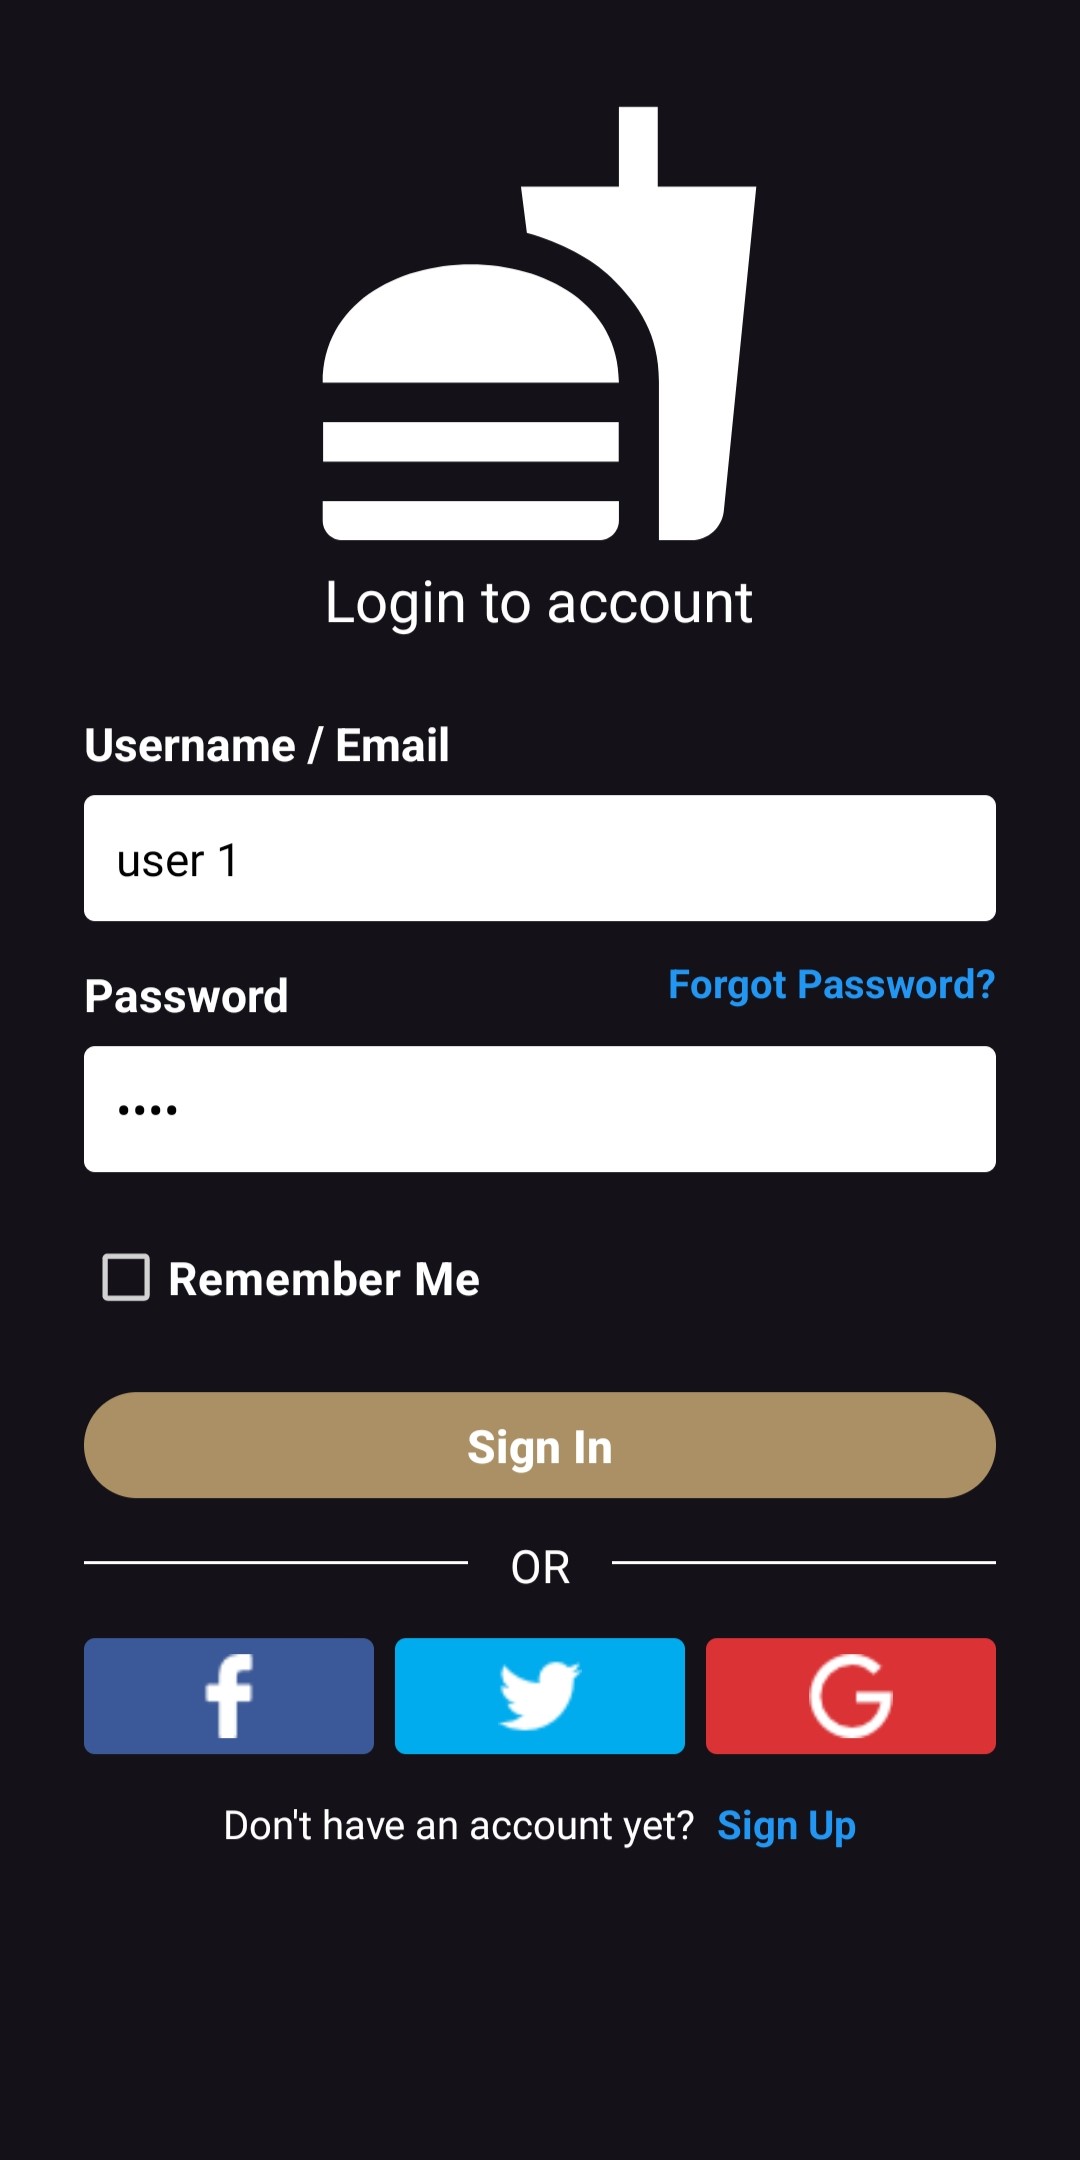 Login to account
Username / Email
user 1
Password
Forgot Password?
••••
Remember Me
Sign In
OR
f
G
Don't have an account yet? Sign Up